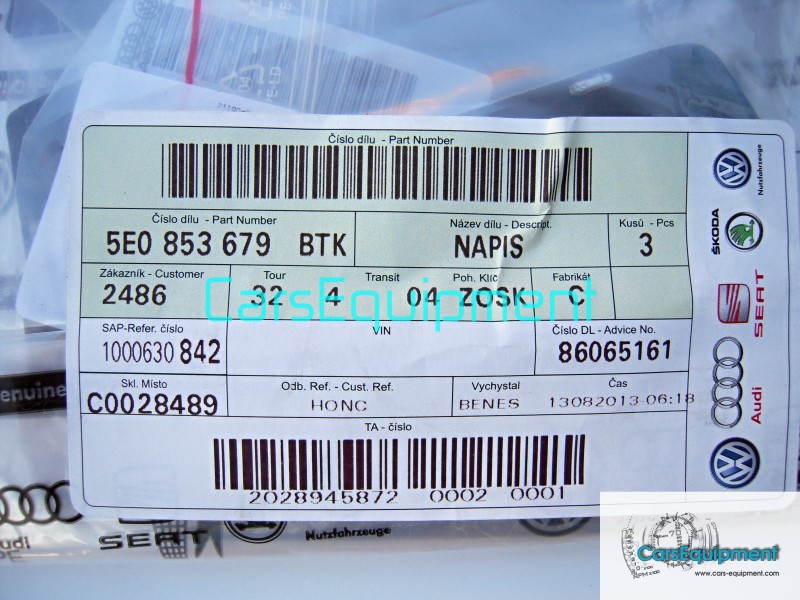 Číslo dílu - Part Number
Číslo dílu - Part Number
Název dílu - Descript.
Kusů - Pcs
5E0 853 679 BTK
NAPIS
3
Zákazník - Customer
Tour
Transit
Poh. Klíč
Fabrikát
2486
32
4
04
ZOSK
C
CarsEquipment
SAP-Refer. číslo
VIN
Číslo DL - Advice No.
1000630 842
86065161
Skl. Místo
Odb. Ref. - Cust. Ref.
Vychystal
Čas
C0028489
HONC
BENES
13082013-06:18
TA - číslo
2028945872 0002 0001
Nutzfahrzeuge
ŠKODA
SEAT
Audi
enuine
udi
SEAT
Nutzfahrzeuge
CarsEquipment
www.cars-equipment.com